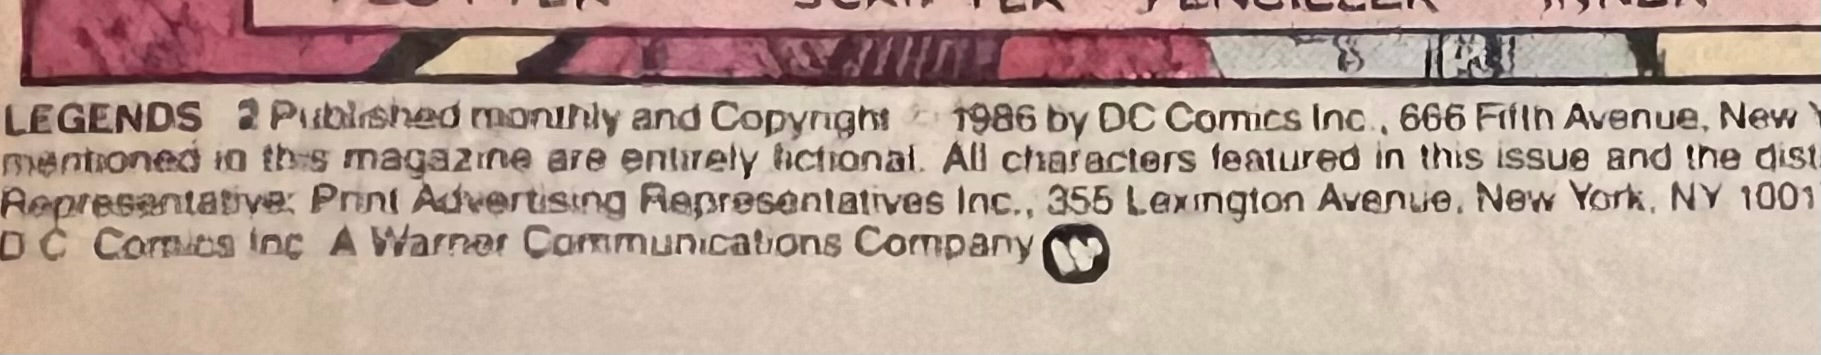 LEGENDS 2 Published monthly and Copyright 1986 by DC Comics Inc., 666 Fifth Avenue, New
mentioned in this magazine are entirely fictional. All characters featured in this issue and the dist
Representative: Print Advertising Representatives Inc., 355 Lexington Avenue, New York, NY 1001
D C Comics Inc A Warner Communications Company